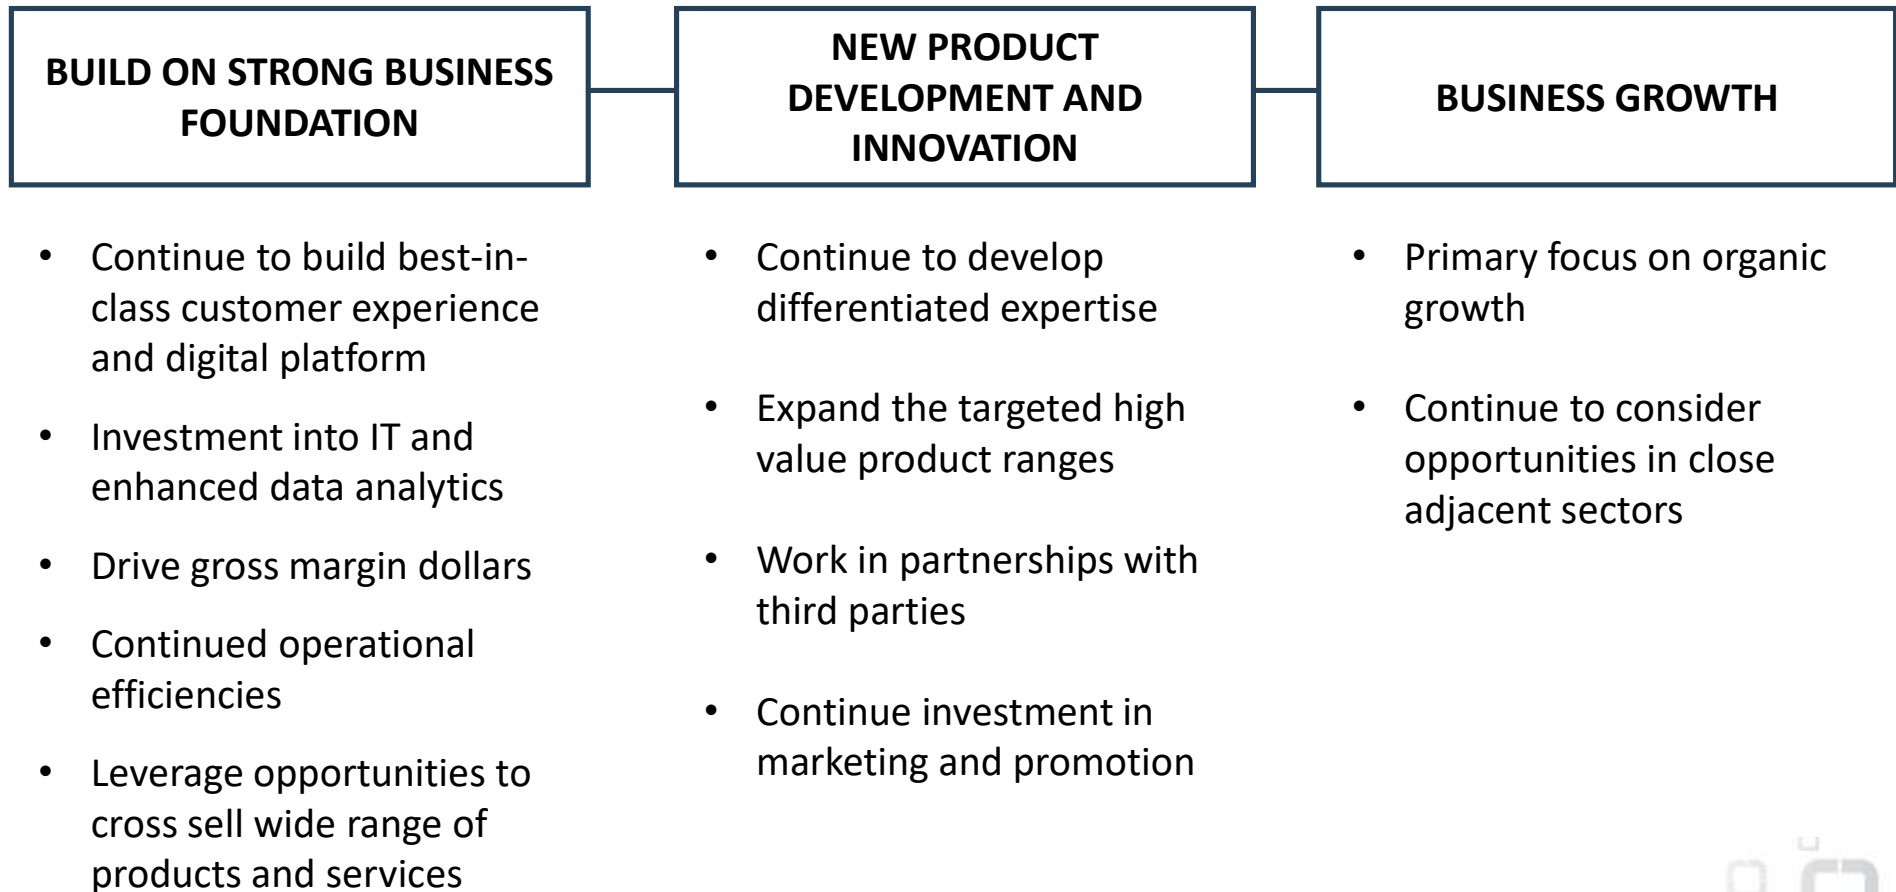 BUILD ON STRONG BUSINESS
FOUNDATION
NEW PRODUCT
DEVELOPMENT AND
INNOVATION
BUSINESS GROWTH
• Continue to build best-in-
class customer experience
and digital platform
• Investment into IT and
enhanced data analytics
• Drive gross margin dollars
• Continued operational
efficiencies
• Leverage opportunities to
cross sell wide range of
products and services
• Continue to develop
differentiated expertise
• Expand the targeted high
value product ranges
• Work in partnerships with
third parties
• Continue investment in
marketing and promotion
• Primary focus on organic
growth
• Continue to consider
opportunities in close
adjacent sectors